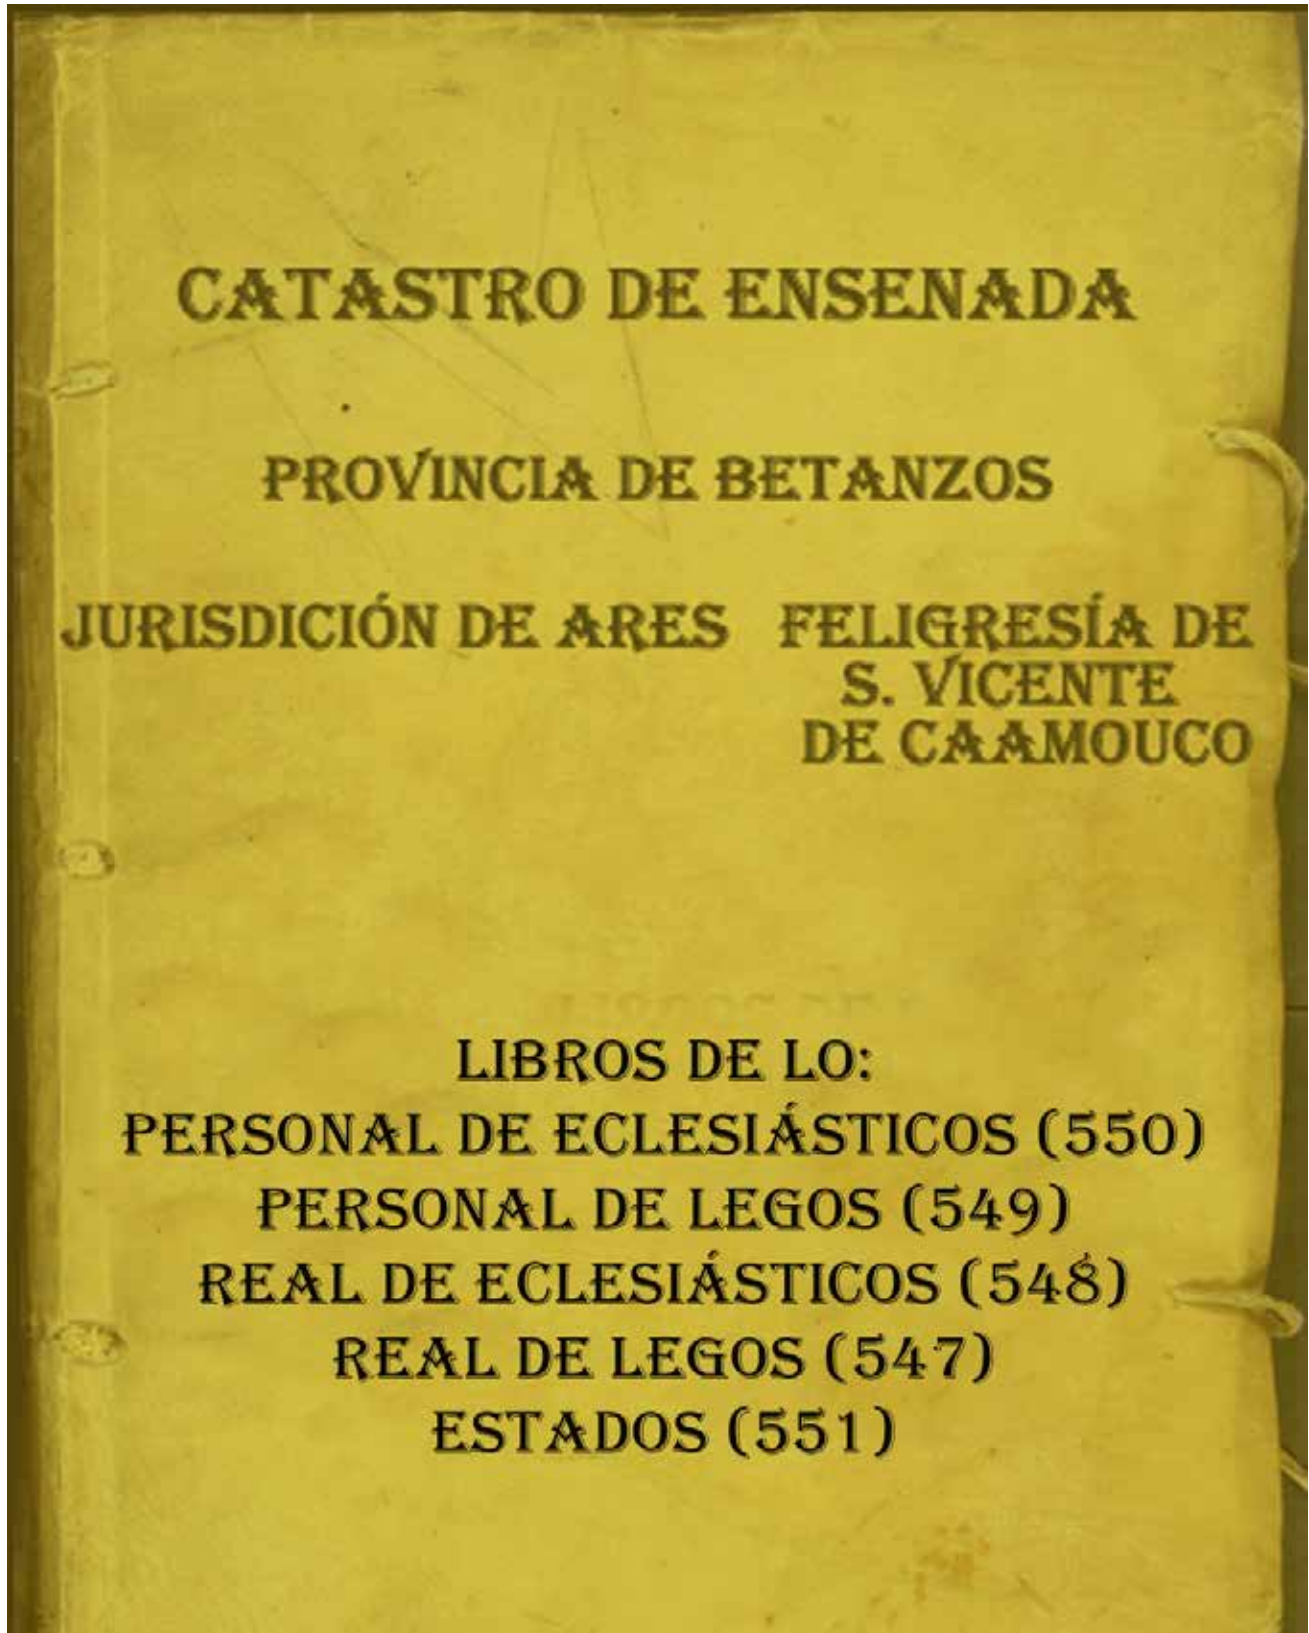 CATASTRO DE ENSENADA
PROVINCIA DE BETANZOS
JURISDICIÓN DE ARES FELIGRESÍA DE
S. VICENTE
DE CAAMOUCO
LIBROS DE LO:
PERSONAL DE ECLESIÁSTICOS (550)
PERSONAL DE LEGOS (549)
REAL DE ECLESIÁSTICOS (548)
REAL DE LEGOS (547)
ESTADOS (551)